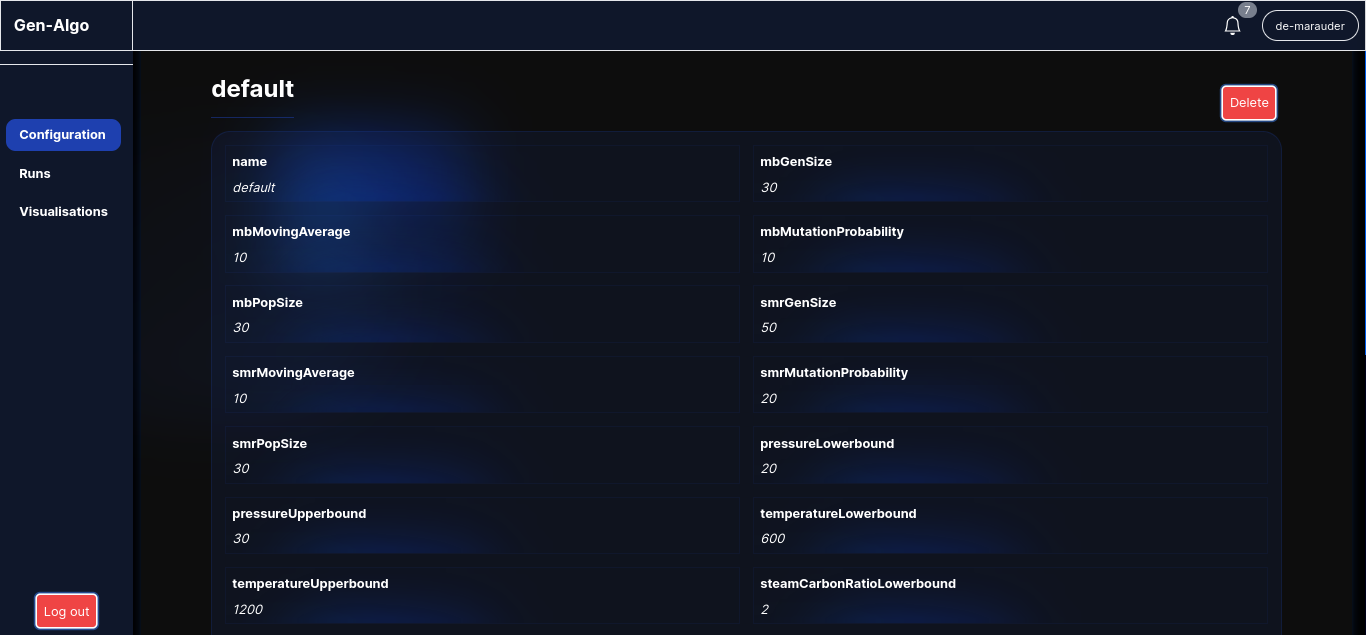 Gen-Algo
7
de-marauder
Configuration
Runs
Visualisations
Log out
default
Delete
name
default
mbGenSize
30
mbMovingAverage
10
mbMutationProbability
10
mbPopSize
30
smrGenSize
50
smrMovingAverage
10
smrMutationProbability
20
smrPopSize
30
pressureLowerbound
20
pressureUpperbound
30
temperatureLowerbound
600
temperatureUpperbound
1200
steamCarbonRatioLowerbound
2